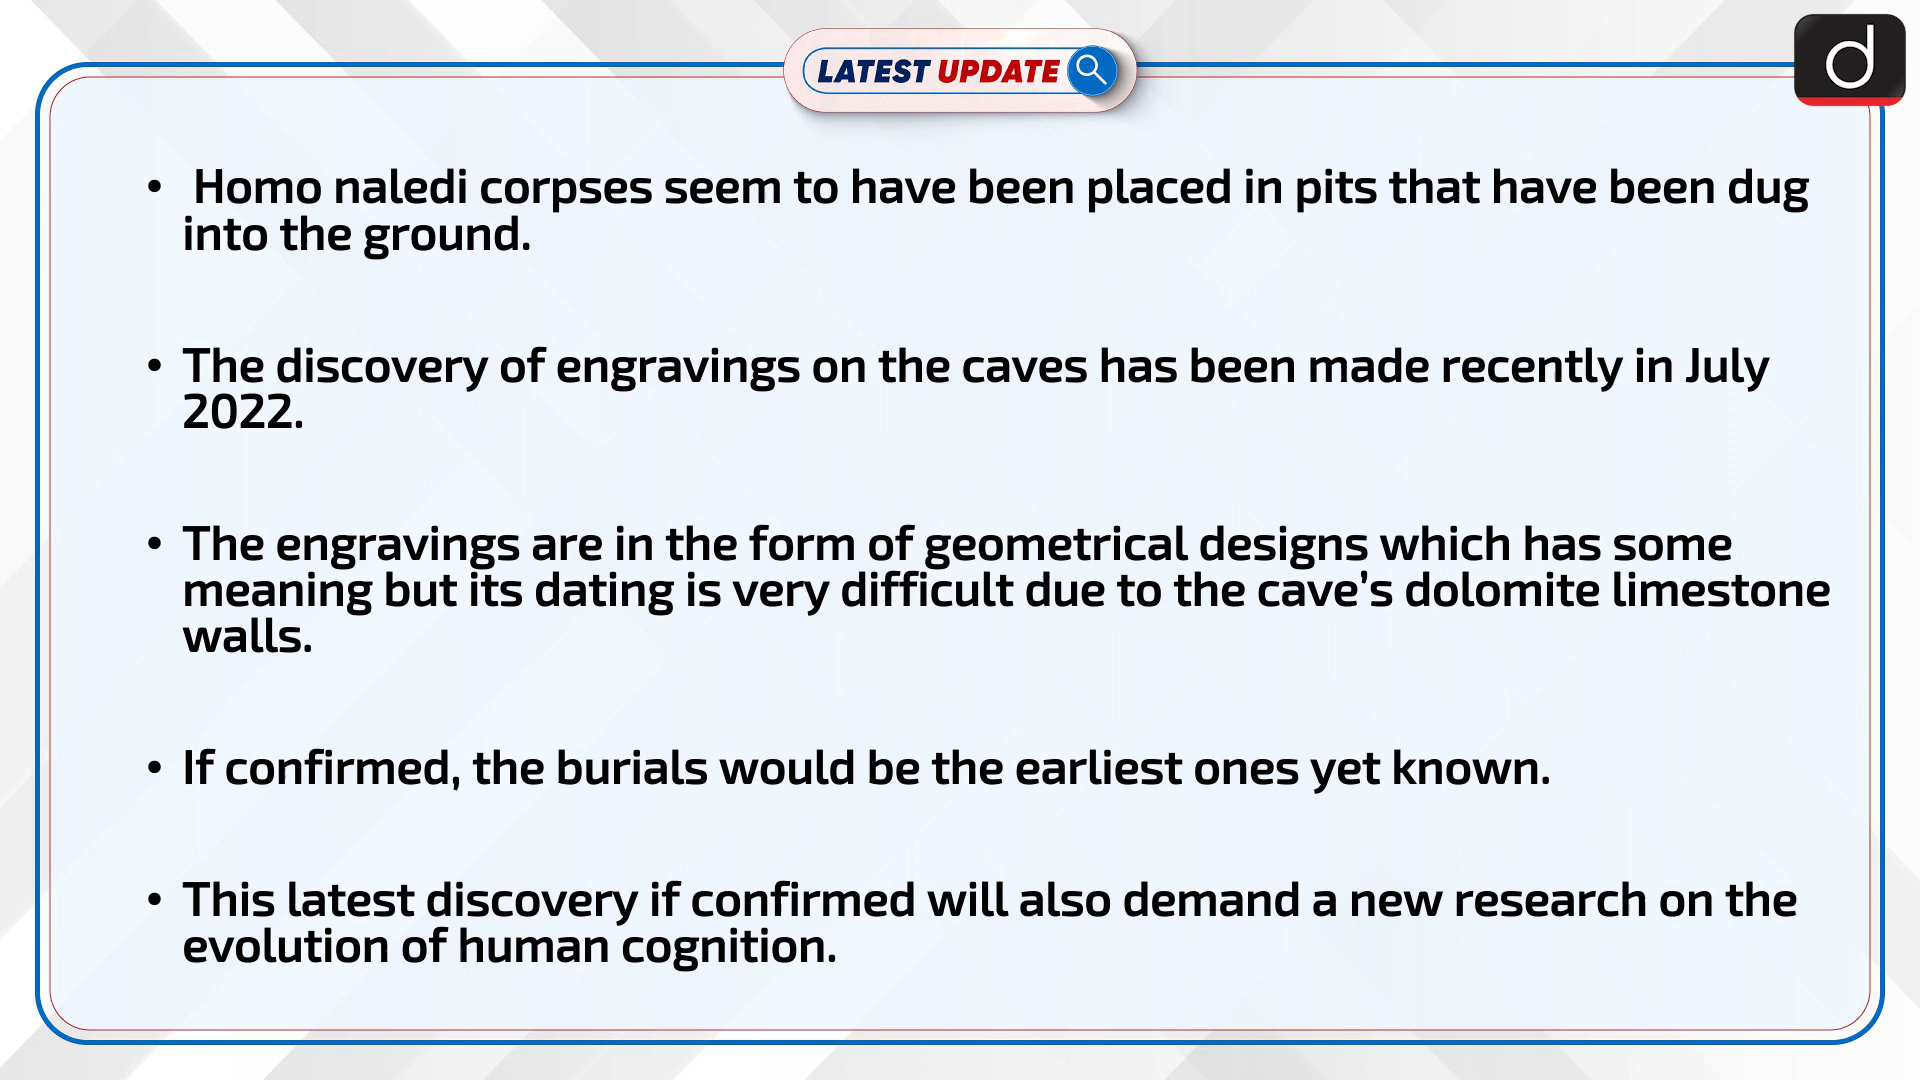 LATEST UPDATE
d
• Homo naledi corpses seem to have been placed in pits that have been dug
into the ground.
• The discovery of engravings on the caves has been made recently in July
2022.
• The engravings are in the form of geometrical designs which has some
meaning but its dating is very difficult due to the cave’s dolomite limestone
walls.
• If confirmed, the burials would be the earliest ones yet known.
• This latest discovery if confirmed will also demand a new research on the
evolution of human cognition.